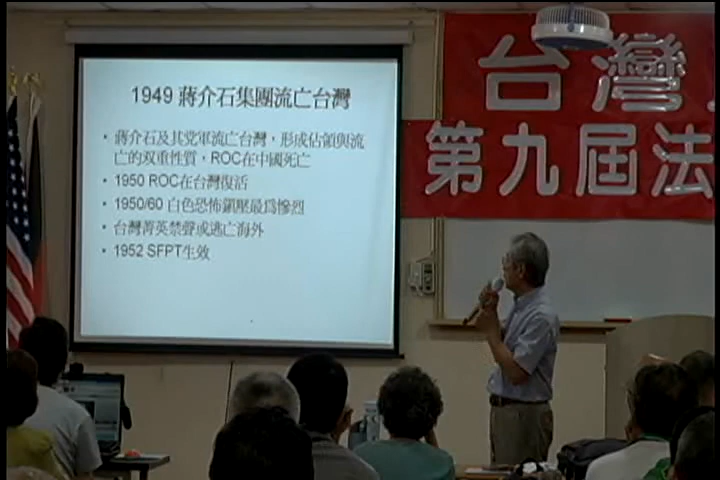 1949 蔣介石集團流亡台灣
• 蔣介石及其党軍流亡台灣，形成佔領與流
亡的双重性質，ROC在中國死亡
• 1950 ROC在台灣復活
• 1950/60 白色恐怖鎮壓最為慘烈
• 台灣菁英禁聲或逃亡海外
• 1952 SFPT生效
台灣
第九屆法